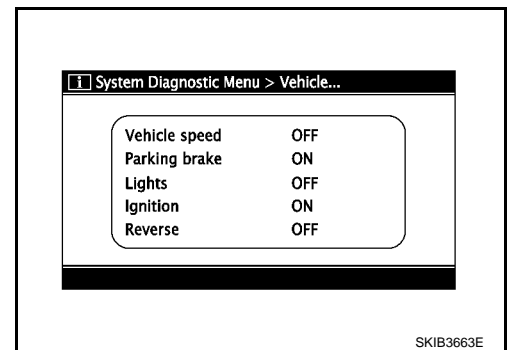 i System Diagnostic Menu > Vehicle...
Vehicle speed OFF
Parking brake ON
Lights OFF
Ignition ON
Reverse OFF
SKIB3663E